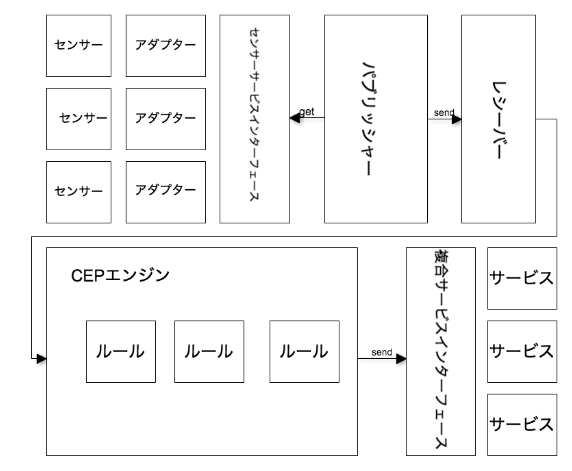 センサー
アダプター
センサー
アダプター
センサー
アダプター
センサーサービスインターフェース
get
パブリッシャー
send
レシーバー
CEPエンジン
ルール
ルール
ルール
send
複合サービスインターフェース
サービス
サービス
サービス